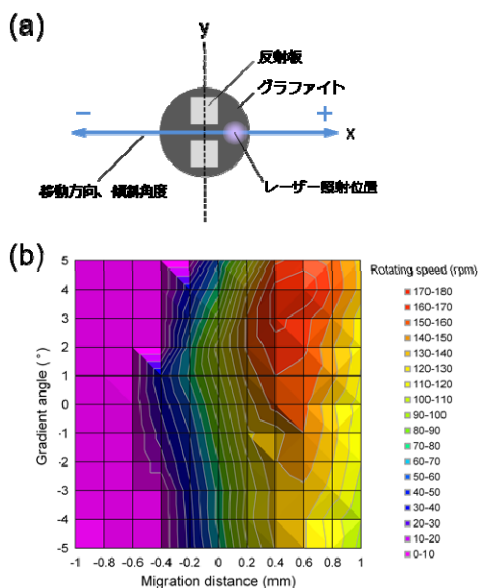 (a)
y
反射板
グラファイト
−
+
x
移動方向、傾斜角度
レーザー照射位置
(b)
Rotating speed (rpm)
5
4
3
2
1
0
-1
-2
-3
-4
-5
Gradient angle (°)
-1 -0.8 -0.6 -0.4 -0.2 0 0.2 0.4 0.6 0.8 1
Migration distance (mm)
170-180
160-170
150-160
140-150
130-140
120-130
110-120
100-110
90-100
80-90
70-80
60-70
50-60
40-50
30-40
20-30
10-20
0-10